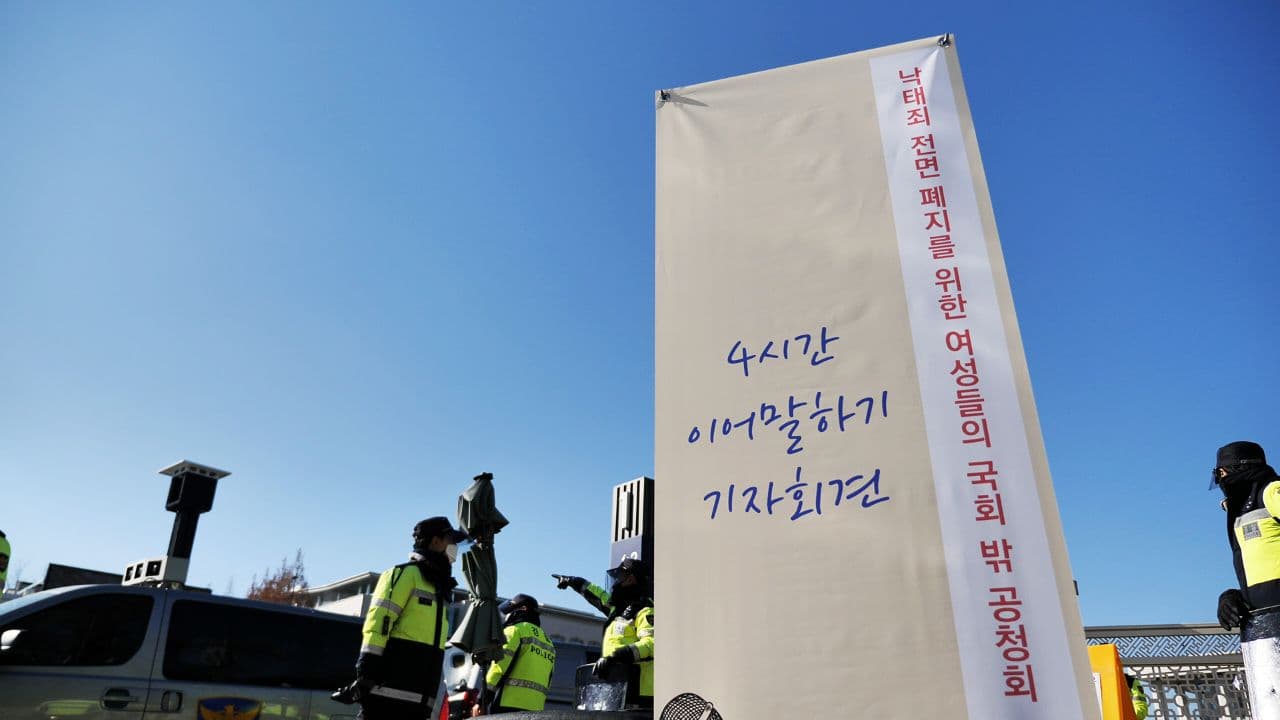 낙태죄 전면 폐지를 위한 여성들의 국회 밖 공청회
4시간
이어말하기
기자회견
POLICE